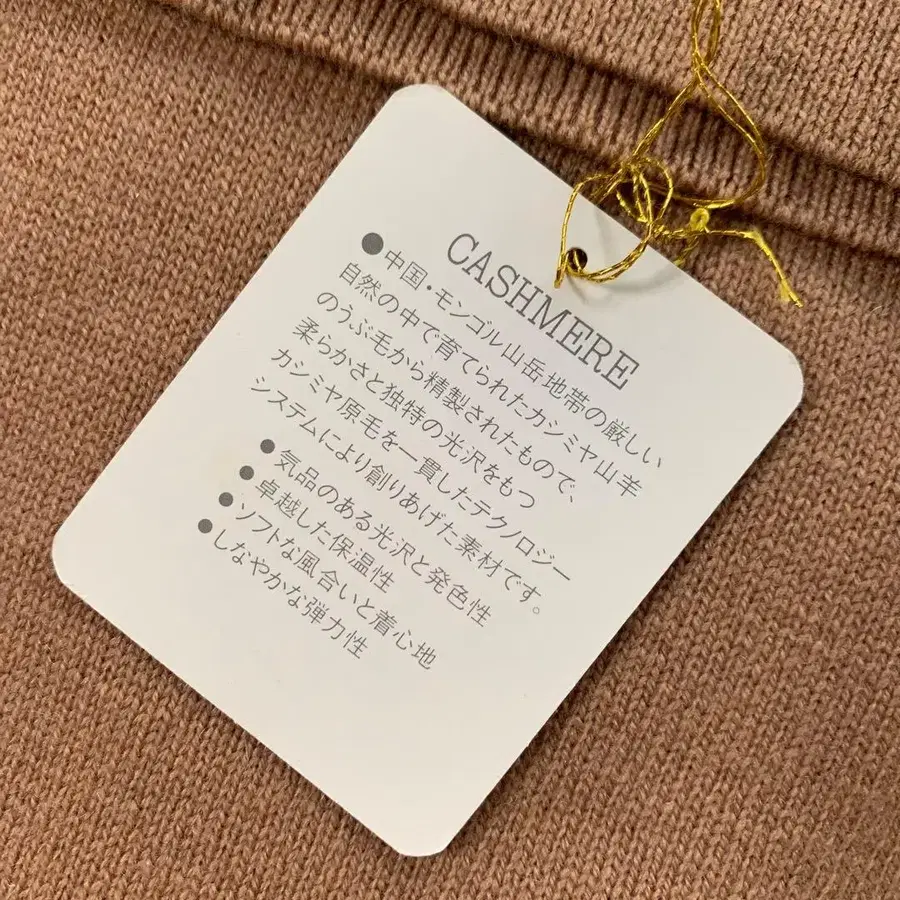 CASHMERE
●中国・モンゴル山岳地帯の厳しい
自然の中で育てられたカシミヤ山羊
のうぶ毛から精製されたもので、
柔らかさと独特の光沢をもつ
カシミヤ原毛を一貫したテクノロジー
システムにより創りあげた素材です。
●気品のある光沢と発色性
●卓越した保温性
●ソフトな風合いと着心地
●しなやかな弾力性